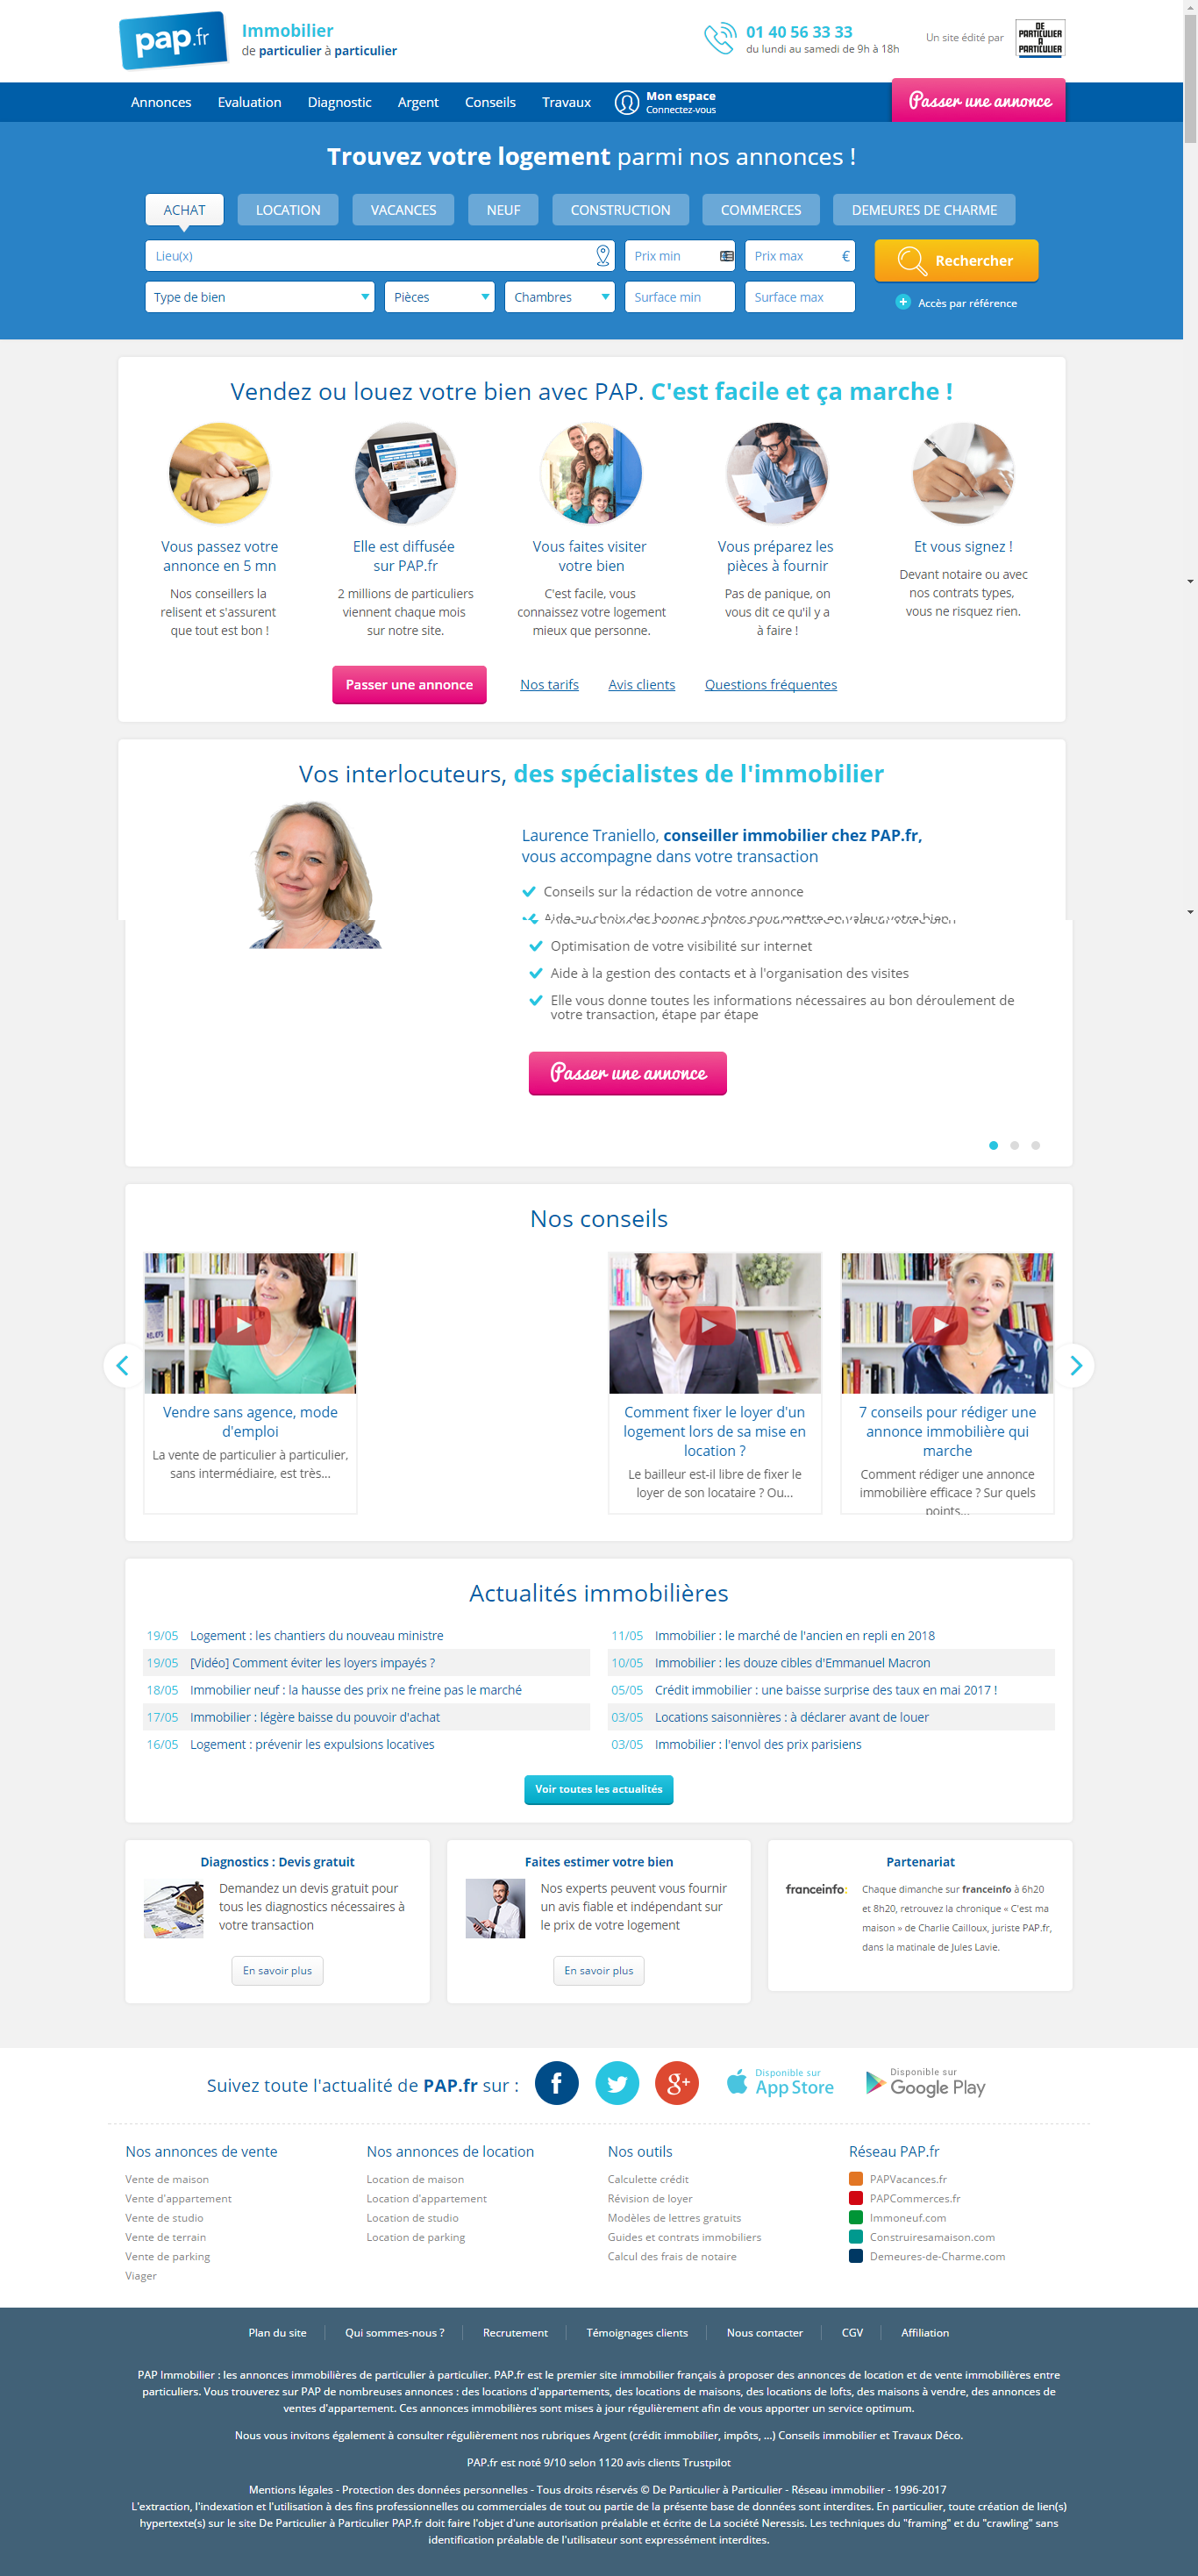 pap.fr
Immobilier
de particulier à particulier
01 40 56 33 33
du lundi au samedi de 9h à 18h
Un site édité par
DE
PARTICULIER
À
PARTICULIER
Annonces Evaluation Diagnostic Argent Conseils Travaux
Mon espace
Connectez-vous
Passer une annonce
Trouvez votre logement parmi nos annonces !
ACHAT LOCATION VACANCES NEUF CONSTRUCTION COMMERCES DEMEURES DE CHARME
Lieu(x) Prix min Prix max € Rechercher
Type de bien Pièces Chambres Surface min Surface max Accès par référence
Vendez ou louez votre bien avec PAP. C'est facile et ça marche !
Vous passez votre
annonce en 5 mn
Nos conseillers la
relisent et s'assurent
que tout est bon !
Elle est diffusée
sur PAP.fr
2 millions de particuliers
viennent chaque mois
sur notre site.
Vous faites visiter
votre bien
C'est facile, vous
connaissez votre logement
mieux que personne.
Vous préparez les
pièces à fournir
Pas de panique, on
vous dit ce qu'il y a
à faire !
Et vous signez !
Devant notaire ou avec
nos contrats types,
vous ne risquez rien.
Passer une annonce Nos tarifs Avis clients Questions fréquentes
Vos interlocuteurs, des spécialistes de l'immobilier
Laurence Traniello, conseiller immobilier chez PAP.fr,
vous accompagne dans votre transaction
Conseils sur la rédaction de votre annonce
Optimisation de votre visibilité sur internet
Aide à la gestion des contacts et à l'organisation des visites
Elle vous donne toutes les informations nécessaires au bon déroulement de
votre transaction, étape par étape
Passer une annonce
Nos conseils
Vendre sans agence, mode
d'emploi
La vente de particulier à particulier,
sans intermédiaire, est très...
Comment fixer le loyer d'un
logement lors de sa mise en
location ?
Le bailleur est-il libre de fixer le
loyer de son locataire ? Ou...
7 conseils pour rédiger une
annonce immobilière qui
marche
Comment rédiger une annonce
immobilière efficace ? Sur quels
points...
Actualités immobilières
19/05 Logement : les chantiers du nouveau ministre
19/05 [Vidéo] Comment éviter les loyers impayés ?
18/05 Immobilier neuf : la hausse des prix ne freine pas le marché
17/05 Immobilier : légère baisse du pouvoir d'achat
16/05 Logement : prévenir les expulsions locatives
11/05 Immobilier : le marché de l'ancien en repli en 2018
10/05 Immobilier : les douze cibles d'Emmanuel Macron
05/05 Crédit immobilier : une baisse surprise des taux en mai 2017 !
03/05 Locations saisonnières : à déclarer avant de louer
03/05 Immobilier : l'envol des prix parisiens
Voir toutes les actualités
Diagnostics : Devis gratuit
Demandez un devis gratuit pour
tous les diagnostics nécessaires à
votre transaction
En savoir plus
Faites estimer votre bien
Nos experts peuvent vous fournir
un avis fiable et indépendant sur
le prix de votre logement
En savoir plus
Partenariat
franceinfo:
Chaque dimanche sur franceinfo à 6h20
et 8h20, retrouvez la chronique « C'est ma
maison » de Charlie Cailloux, juriste PAP.fr,
dans la matinale de Jules Lavie.
Suivez toute l'actualité de PAP.fr sur :
f
g+
Disponible sur
App Store
Disponible sur
Google Play
Nos annonces de vente
Vente de maison
Vente d'appartement
Vente de studio
Vente de terrain
Vente de parking
Viager
Nos annonces de location
Location de maison
Location d'appartement
Location de studio
Location de parking
Nos outils
Calculette crédit
Révision de loyer
Modèles de lettres gratuits
Guides et contrats immobiliers
Calcul des frais de notaire
Réseau PAP.fr
PAPVacances.fr
PAPCommerces.fr
Immoneuf.com
Construiresamaison.com
Demeures-de-Charme.com
Plan du site Qui sommes-nous ? Recrutement Témoignages clients Nous contacter CGV Affiliation
PAP Immobilier : les annonces immobilières de particulier à particulier. PAP.fr est le premier site immobilier français à proposer des annonces de location et de vente immobilières entre
particuliers. Vous trouverez sur PAP de nombreuses annonces : des locations d'appartements, des locations de maisons, des locations de lofts, des maisons à vendre, des annonces de
ventes d'appartement. Ces annonces immobilières sont mises à jour régulièrement afin de vous apporter un service optimum.
Nous vous invitons également à consulter régulièrement nos rubriques Argent (crédit immobilier, impôts, ...) Conseils immobilier et Travaux Déco.
PAP.fr est noté 9/10 selon 1120 avis clients Trustpilot
Mentions légales - Protection des données personnelles - Tous droits réservés © De Particulier à Particulier - Réseau immobilier - 1996-2017
L'extraction, l'indexation et l'utilisation à des fins professionnelles ou commerciales de tout ou partie de la présente base de données sont interdites. En particulier, toute création de lien(s)
hypertexte(s) sur le site De Particulier à Particulier PAP.fr doit faire l'objet d'une autorisation préalable et écrite de La société Neressis. Les techniques du "framing" et du "crawling" sans
identification préalable de l'utilisateur sont expressément interdites.